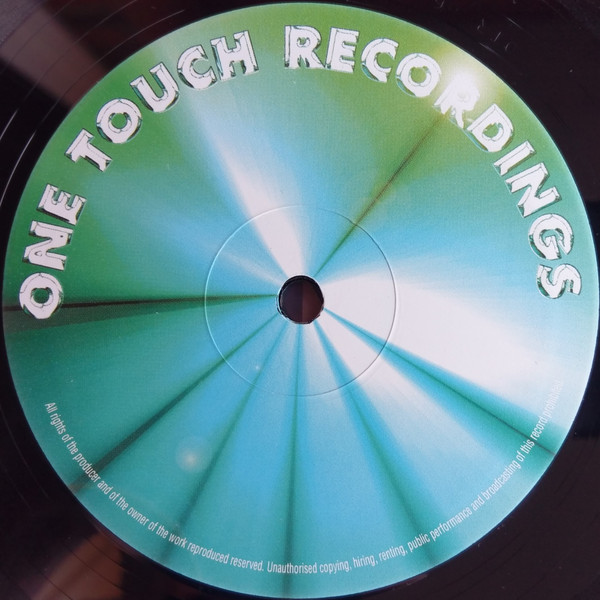 ONE TOUCH RECORDINGS
All rights of the producer and of the owner of the work reproduced reserved. Unauthorised copying, hiring, renting, public performance and broadcasting of this record prohibited.